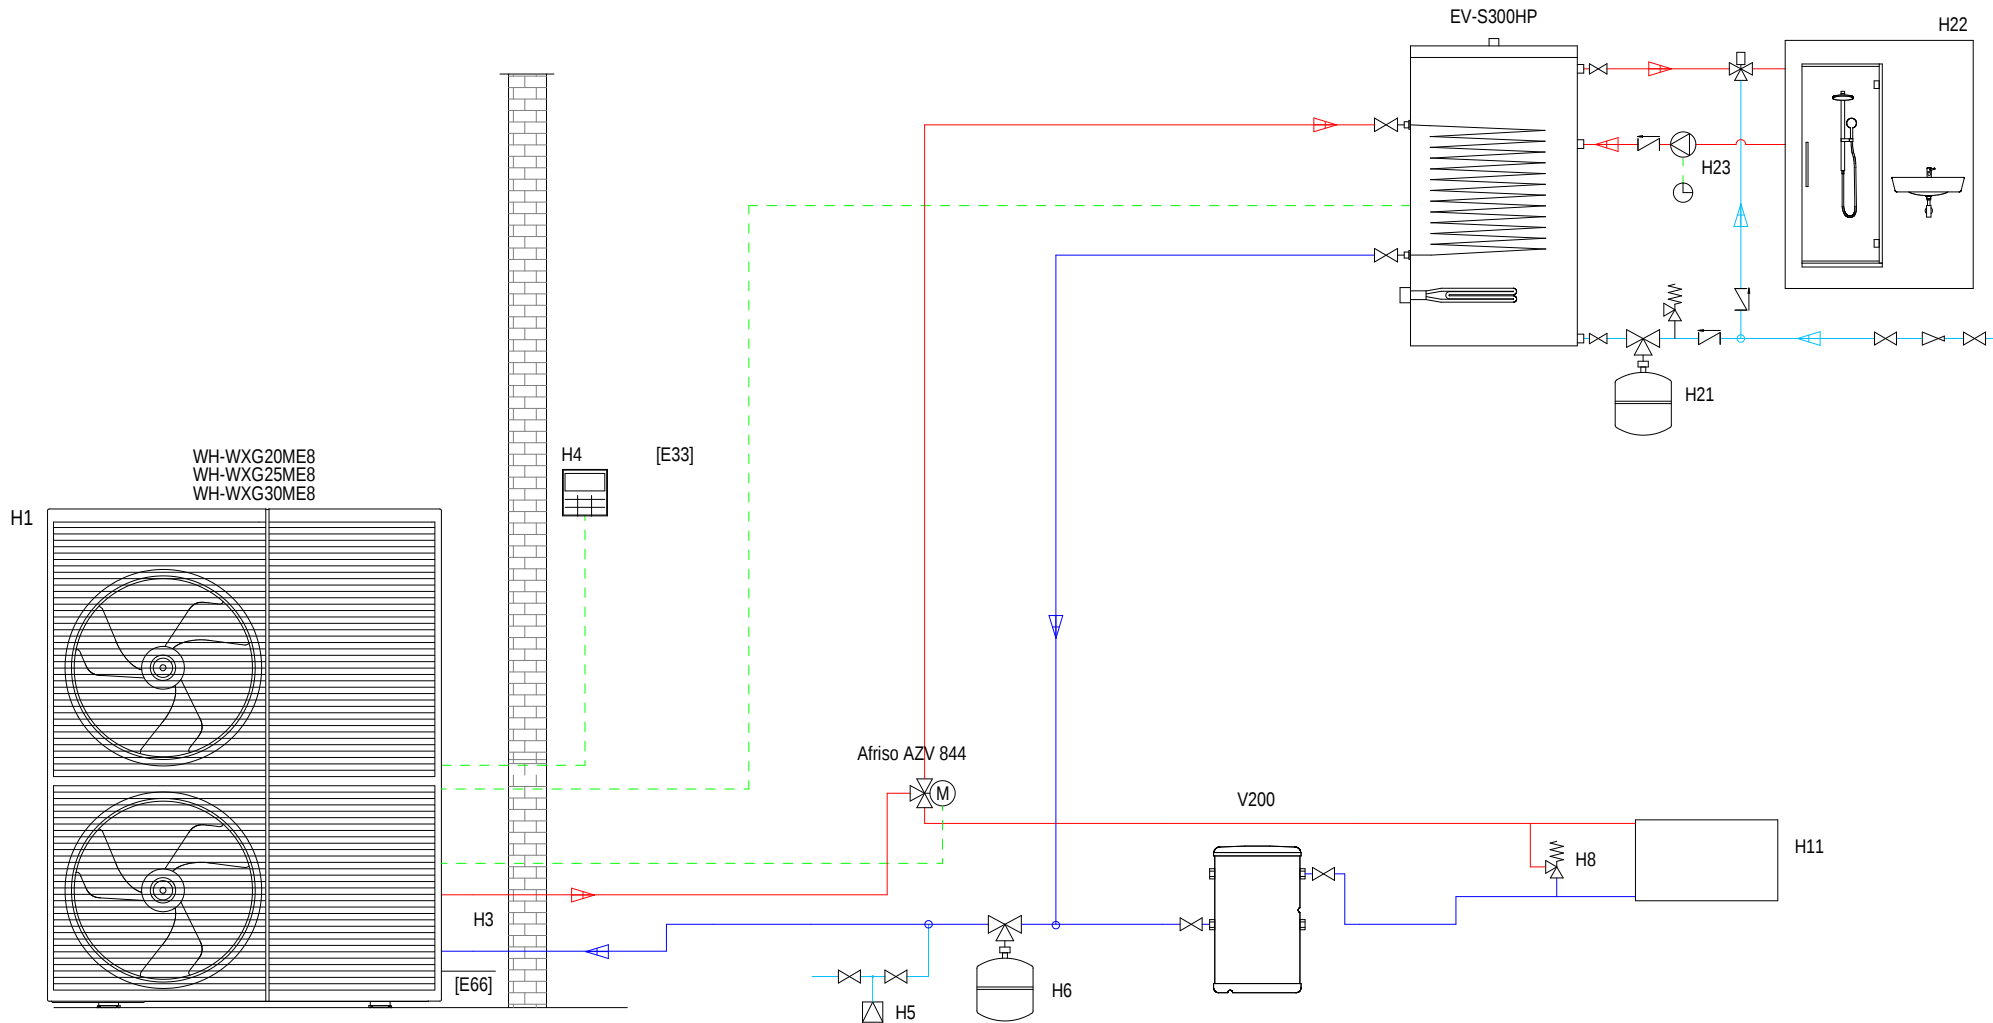 EV-S300HP
H22
H23
H21
H4
[E33]
WH-WXG20ME8
WH-WXG25ME8
WH-WXG30ME8
H1
Afriso AZV 844
M
V200
H11
H8
H3
[E66]
H6
H5